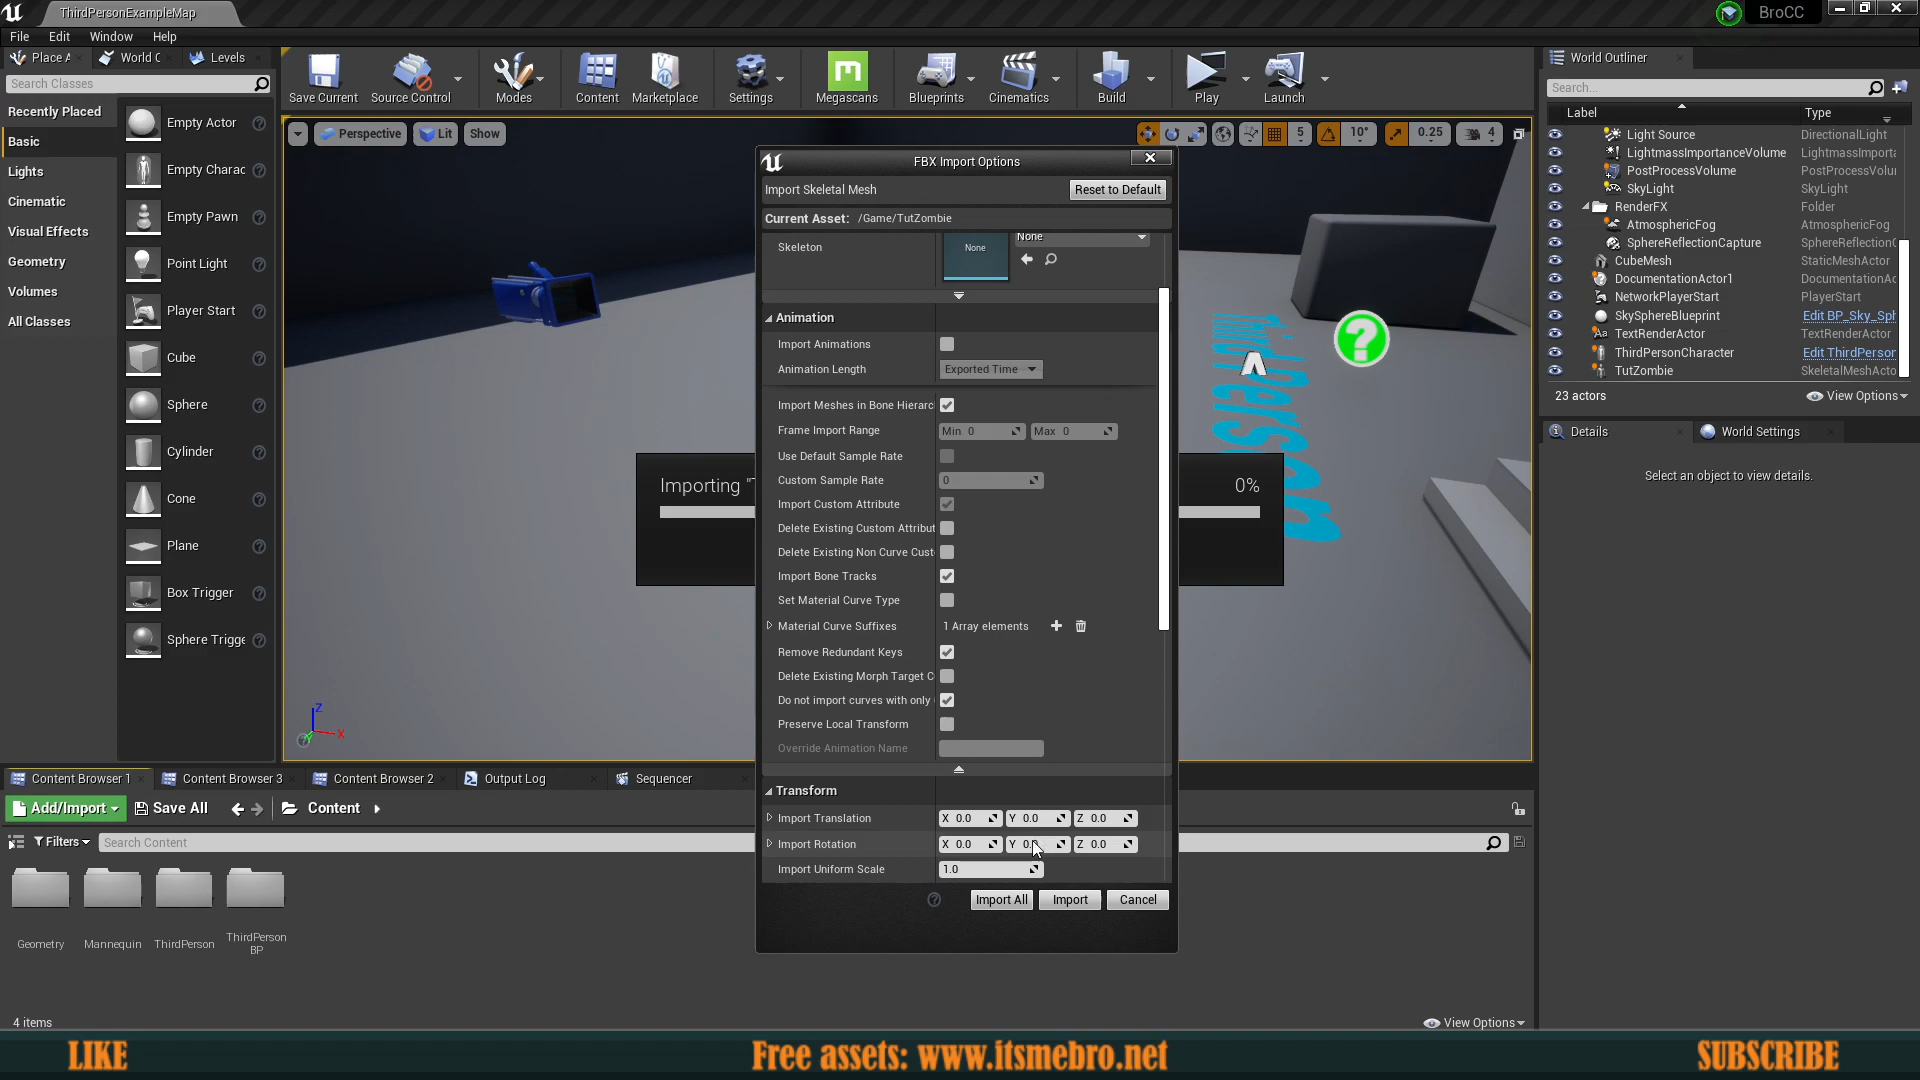 ThirdPersonExampleMap
BroCC
File Edit Window Help
Place A
World C
Levels
Search Classes
Recently Placed
Basic
Lights
Cinematic
Visual Effects
Geometry
Volumes
All Classes
Empty Actor
Empty Charac
Empty Pawn
Point Light
Player Start
Cube
Sphere
Cylinder
Cone
Plane
Box Trigger
Sphere Trigge
Save Current
Source Control
Modes
Content
Marketplace
Settings
Megascans
Blueprints
Cinematics
Build
Play
Launch
Perspective
Lit
Show
5
10°
0.25
4
FBX Import Options
Import Skeletal Mesh
Reset to Default
Current Asset: /Game/TutZombie
Skeleton
None
None
Animation
Import Animations
Animation Length Exported Time
Import Meshes in Bone Hierarc
Frame Import Range Min 0 Max 0
Use Default Sample Rate
Custom Sample Rate 0
Import Custom Attribute
Delete Existing Custom Attribut
Delete Existing Non Curve Cust
Import Bone Tracks
Set Material Curve Type
Material Curve Suffixes 1 Array elements
Remove Redundant Keys
Delete Existing Morph Target C
Do not import curves with only
Preserve Local Transform
Override Animation Name
Transform
Import Translation X 0.0 Y 0.0 Z 0.0
Import Rotation X 0.0 Y 0. Z 0.0
Import Uniform Scale 1.0
Import All
Import
Cancel
Importing "T
0%
Z
X
World Outliner
Search...
Label Type
Light Source DirectionalLight
LightmassImportanceVolume LightmassImporta
PostProcessVolume PostProcessVolu
SkyLight SkyLight
RenderFX Folder
AtmosphericFog AtmosphericFog
SphereReflectionCapture SphereReflectionC
CubeMesh StaticMeshActor
DocumentationActor1 DocumentationAc
NetworkPlayerStart PlayerStart
SkySphereBlueprint Edit BP_Sky_Sph
TextRenderActor TextRenderActor
ThirdPersonCharacter Edit ThirdPerson
TutZombie SkeletalMeshActo
23 actors
View Options
Details
World Settings
Select an object to view details.
Content Browser 1
Content Browser 3
Content Browser 2
Output Log
Sequencer
Add/Import
Save All
Content
Filters
Search Content
Geometry
Mannequin
ThirdPerson
ThirdPerson
BP
4 items
View Options
LIKE
Free assets: www.itsmebro.net
SUBSCRIBE